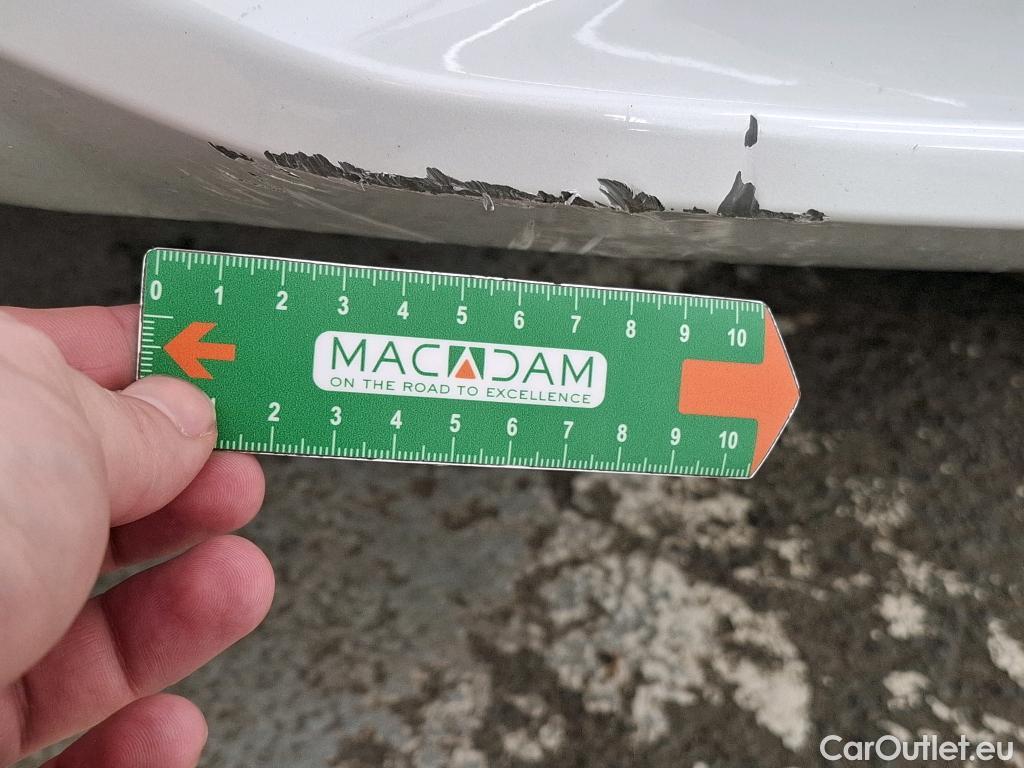 0 1 2 3 4 5 6 7 8 9 10
MACADAM
ON THE ROAD TO EXCELLENCE
2 3 4 5 6 7 8 9 10
CarOutlet.eu